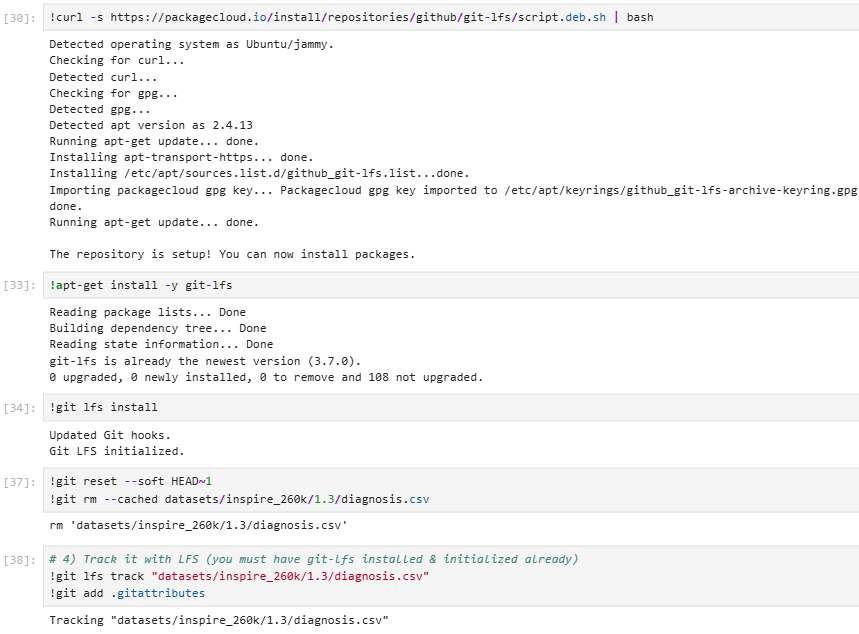 [30]: !curl -s https://packagecloud.io/install/repositories/github/git-lfs/script.deb.sh | bash
Detected operating system as Ubuntu/jammy.
Checking for curl...
Detected curl...
Checking for gpg...
Detected gpg...
Detected apt version as 2.4.13
Running apt-get update... done.
Installing apt-transport-https... done.
Installing /etc/apt/sources.list.d/github_git-lfs.list...done.
Importing packagecloud gpg key... Packagecloud gpg key imported to /etc/apt/keyrings/github_git-lfs-archive-keyring.gpg
done.
Running apt-get update... done.
The repository is setup! You can now install packages.
[33]: !apt-get install -y git-lfs
Reading package lists... Done
Building dependency tree... Done
Reading state information... Done
git-lfs is already the newest version (3.7.0).
0 upgraded, 0 newly installed, 0 to remove and 108 not upgraded.
[34]: !git lfs install
Updated Git hooks.
Git LFS initialized.
[37]: !git reset --soft HEAD~1
!git rm --cached datasets/inspire_260k/1.3/diagnosis.csv
rm 'datasets/inspire_260k/1.3/diagnosis.csv'
[38]: # 4) Track it with LFS (you must have git-lfs installed & initialized already)
!git lfs track "datasets/inspire_260k/1.3/diagnosis.csv"
!git add .gitattributes
Tracking "datasets/inspire_260k/1.3/diagnosis.csv"